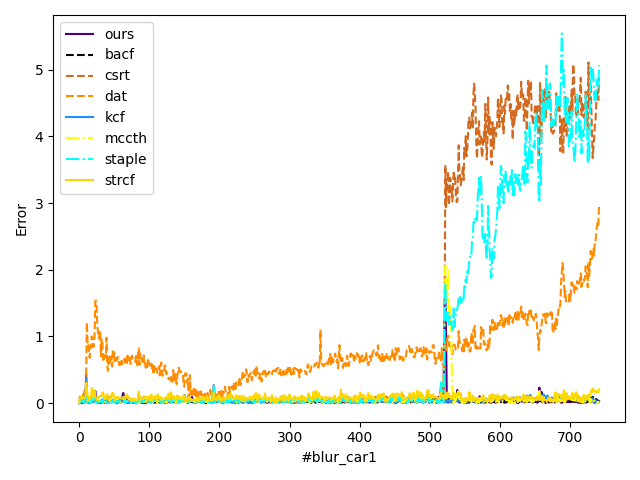 ours
bacf
csrt
dat
kcf
mccth
staple
strcf
5
4
3
2
1
0
Error
0 100 200 300 400 500 600 700
#blur_car1